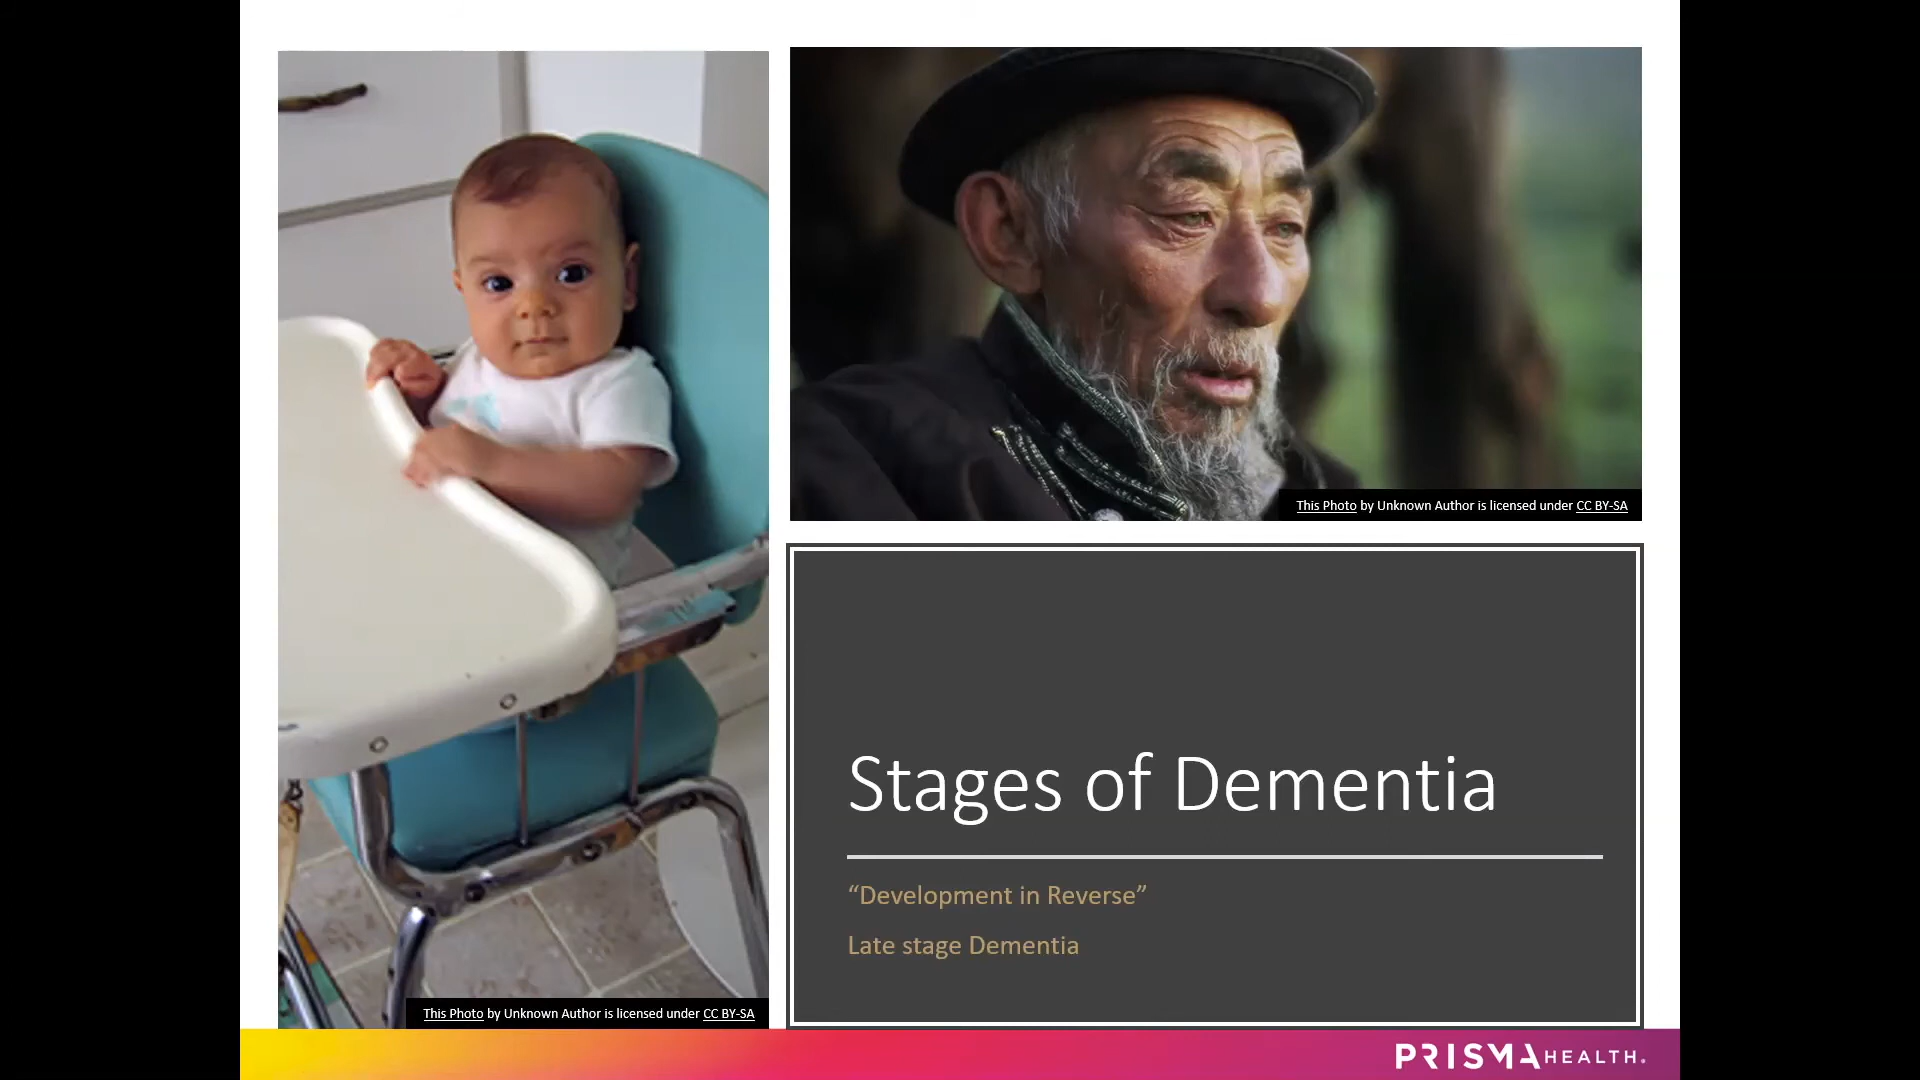 This Photo by Unknown Author is licensed under CC BY-SA
Stages of Dementia
“Development in Reverse”
Late stage Dementia
This Photo by Unknown Author is licensed under CC BY-SA
PRISMA HEALTH.